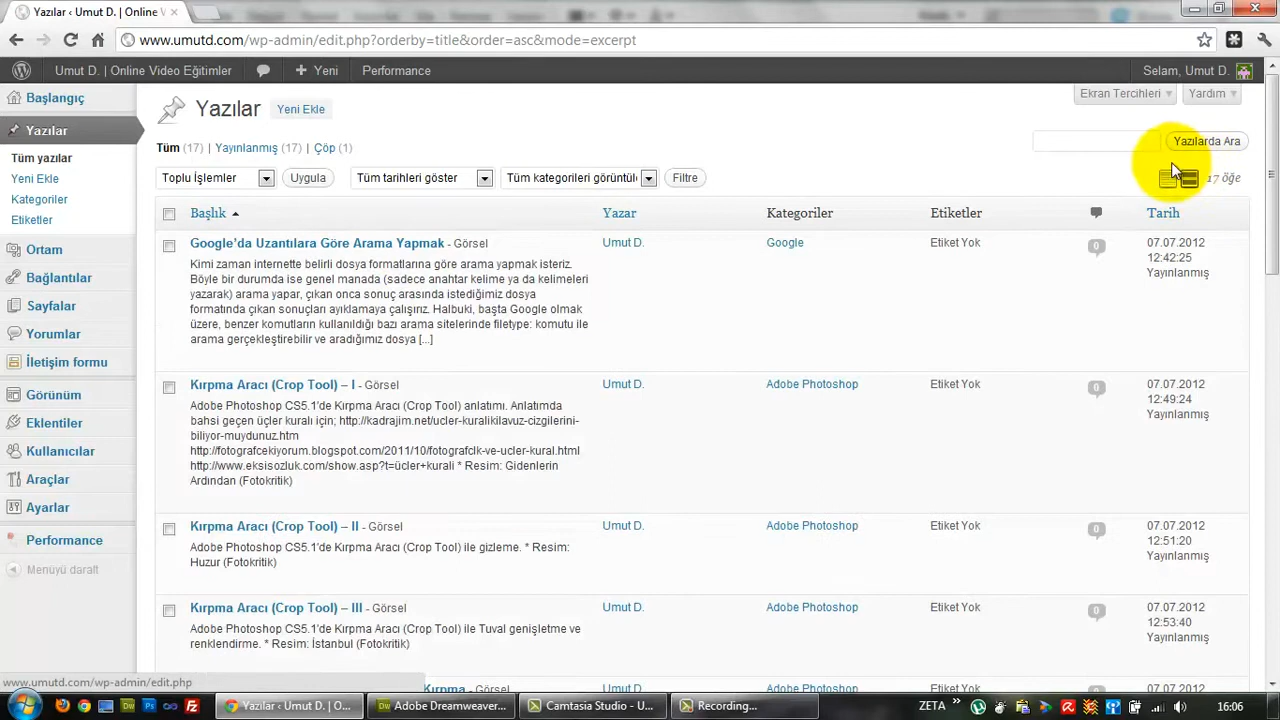 Yazılar ‹ Umut D. | Online V
www.umutd.com/wp-admin/edit.php?orderby=title&order=asc&mode=excerpt
Umut D. | Online Video Eğitimler
Yeni
Performance
Selam, Umut D.
Başlangıç
Yazılar
Tüm yazılar
Yeni Ekle
Kategoriler
Etiketler
Ortam
Bağlantılar
Sayfalar
Yorumlar
İletişim formu
Görünüm
Eklentiler
Kullanıcılar
Araçlar
Ayarlar
Performance
Menüyü daralt
Yazılar Yeni Ekle
Ekran Tercihleri
Yardım
Tüm (17) | Yayınlanmış (17) | Çöp (1)
Yazılarda Ara
Toplu İşlemler
Uygula
Tüm tarihleri göster
Tüm kategorileri görüntül
Filtre
17 öğe
Başlık Yazar Kategoriler Etiketler Tarih
Google'da Uzantılara Göre Arama Yapmak - Görsel
Kimi zaman internette belirli dosya formatlarına göre arama yapmak isteriz.
Böyle bir durumda ise genel manada (sadece anahtar kelime ya da kelimeleri
yazarak) arama yapar, çıkan onca sonuç arasında istediğimiz dosya
formatında çıkan sonuçları ayıklamaya çalışırız. Halbuki, başta Google olmak
üzere, benzer komutların kullanıldığı bazı arama sitelerinde filetype: komutu ile
arama gerçekleştirebilir ve aradığımız dosya [...]
Umut D.
Google
Etiket Yok
0
07.07.2012
12:42:25
Yayınlanmış
Kırpma Aracı (Crop Tool) – I - Görsel
Adobe Photoshop CS5.1'de Kırpma Aracı (Crop Tool) anlatımı. Anlatımda
bahsi geçen üçler kuralı için; http://kadrajim.net/ucler-kuralikilavuz-cizgilerini-
biliyor-muydunuz.htm
http://fotografcekiyorum.blogspot.com/2011/10/fotografclk-ve-ucler-kural.html
http://www.eksisozluk.com/show.asp?t=üçler+kurali * Resim: Gidenlerin
Ardından (Fotokritik)
Umut D.
Adobe Photoshop
Etiket Yok
0
07.07.2012
12:49:24
Yayınlanmış
Kırpma Aracı (Crop Tool) – II - Görsel
Adobe Photoshop CS5.1'de Kırpma Aracı (Crop Tool) ile gizleme. * Resim:
Huzur (Fotokritik)
Umut D.
Adobe Photoshop
Etiket Yok
0
07.07.2012
12:51:20
Yayınlanmış
Kırpma Aracı (Crop Tool) – III - Görsel
Adobe Photoshop CS5.1'de Kırpma Aracı (Crop Tool) ile Tuval genişletme ve
renklendirme. * Resim: İstanbul (Fotokritik)
Umut D.
Adobe Photoshop
Etiket Yok
0
07.07.2012
12:53:40
Yayınlanmış
Kırpma - Görsel
Umut D.
Adobe Photoshop
Etiket Yok
0
07.07.2012
www.umutd.com/wp-admin/edit.php
Yazılar ‹ Umut D. | O...
Adobe Dreamweaver...
Camtasia Studio - U...
Recording...
ZETA
16:06